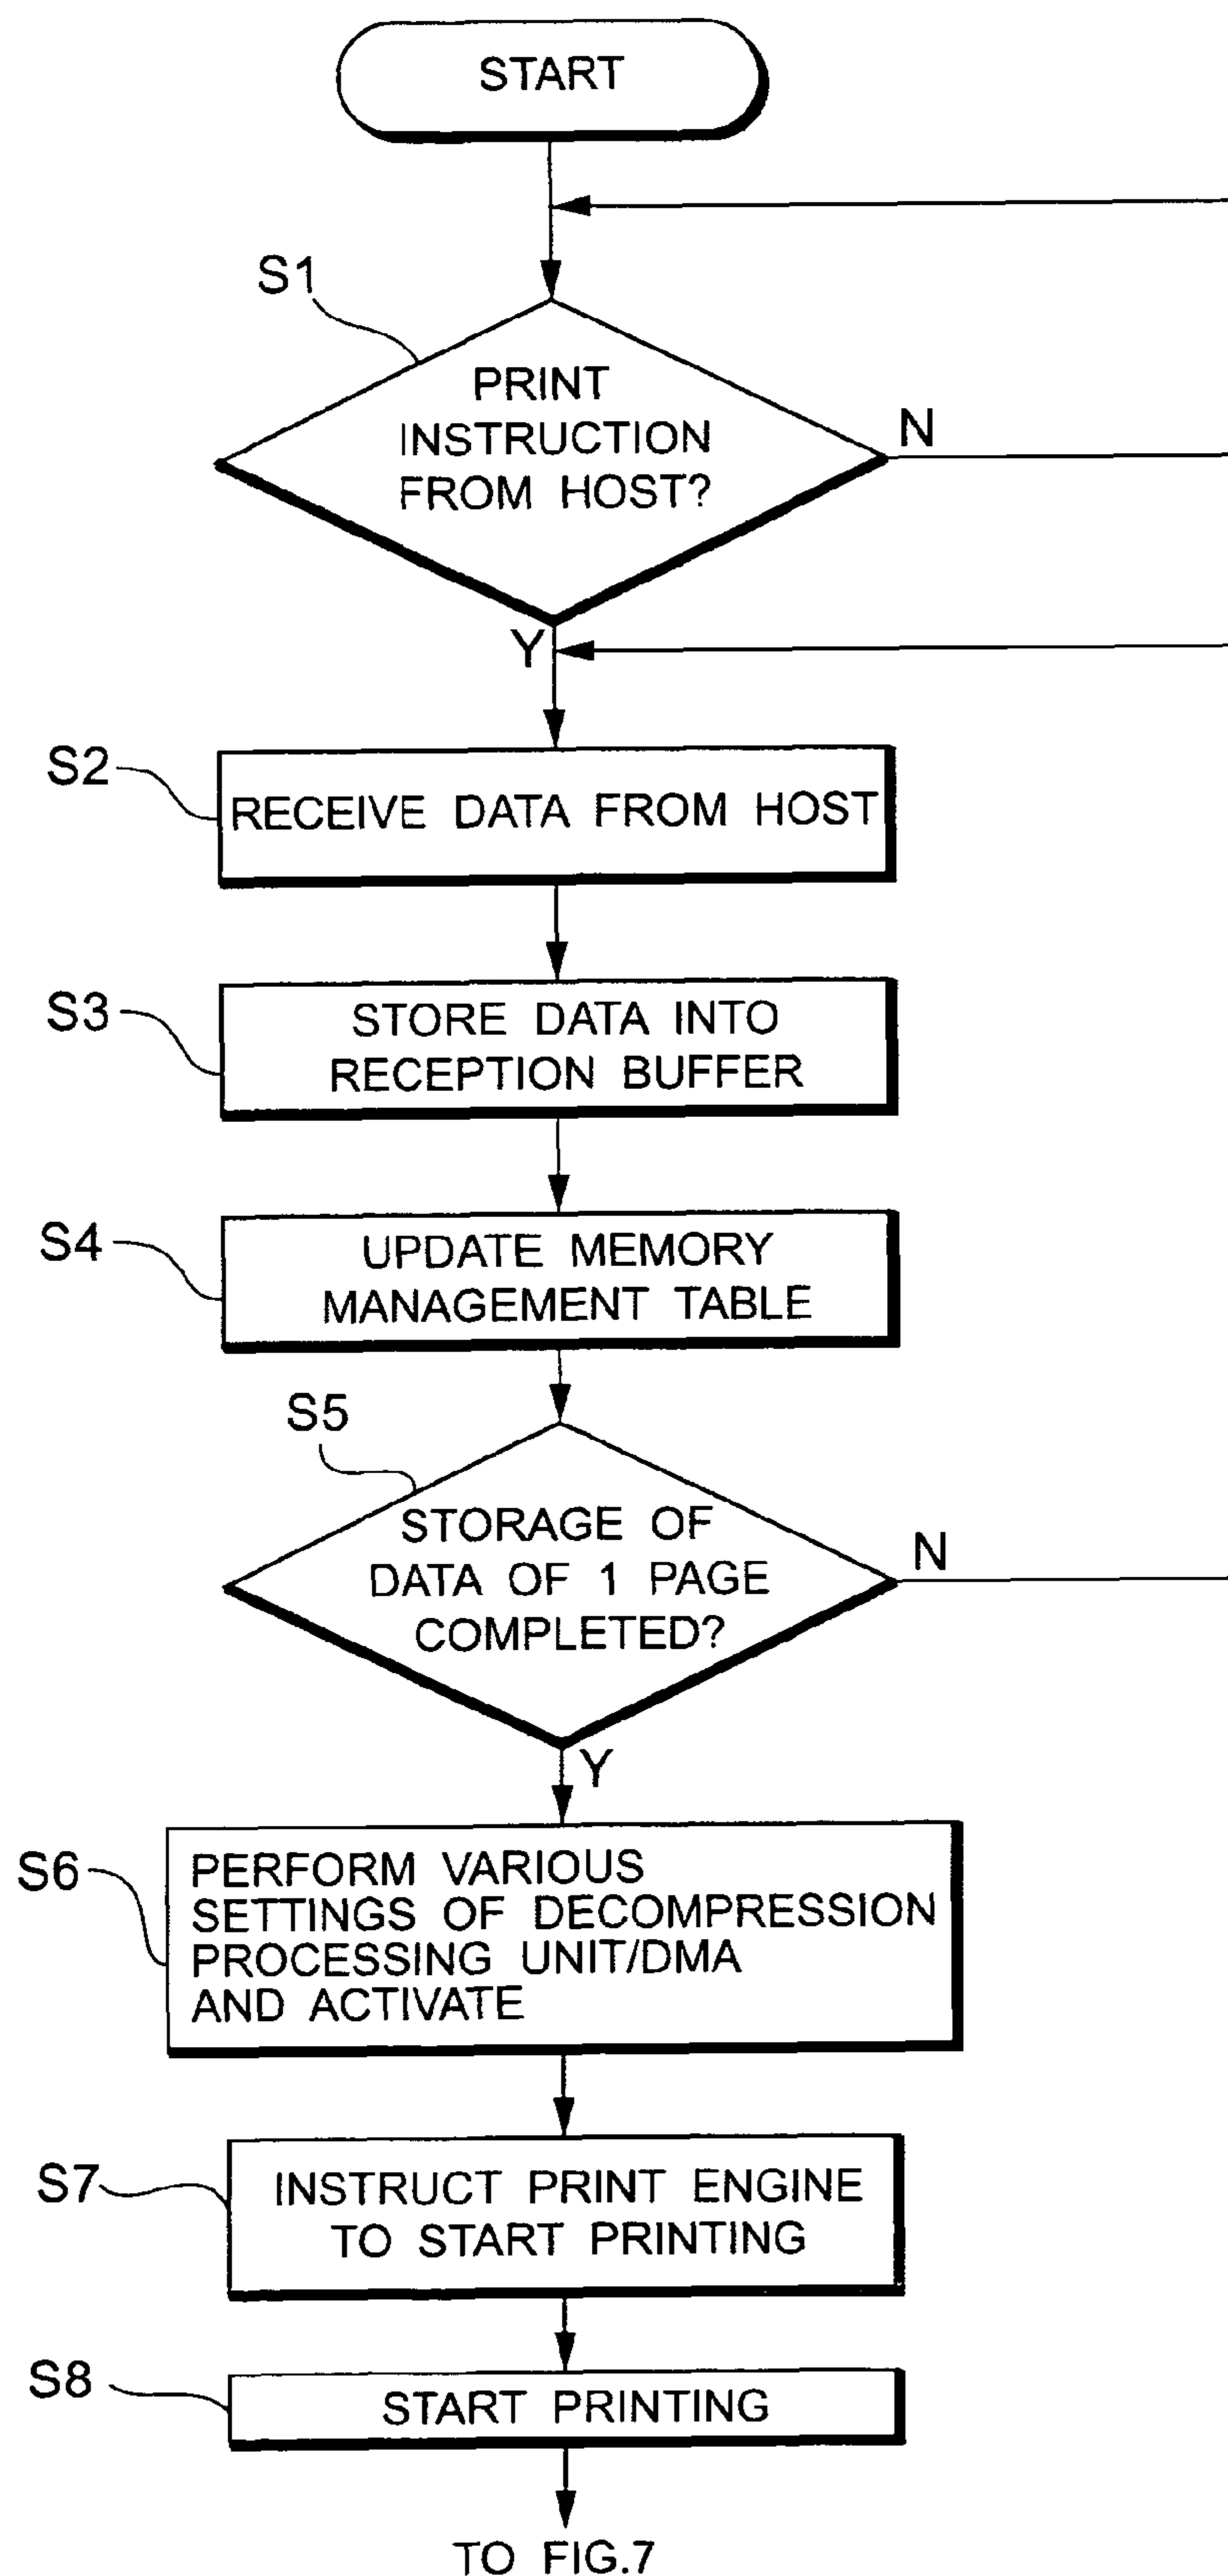 START
S1
PRINT
INSTRUCTION
FROM HOST?
N
Y
S2
RECEIVE DATA FROM HOST
S3
STORE DATA INTO
RECEPTION BUFFER
S4
UPDATE MEMORY
MANAGEMENT TABLE
S5
STORAGE OF
DATA OF 1 PAGE
COMPLETED?
N
Y
S6
PERFORM VARIOUS
SETTINGS OF DECOMPRESSION
PROCESSING UNIT/DMA
AND ACTIVATE
S7
INSTRUCT PRINT ENGINE
TO START PRINTING
S8
START PRINTING
TO FIG.7